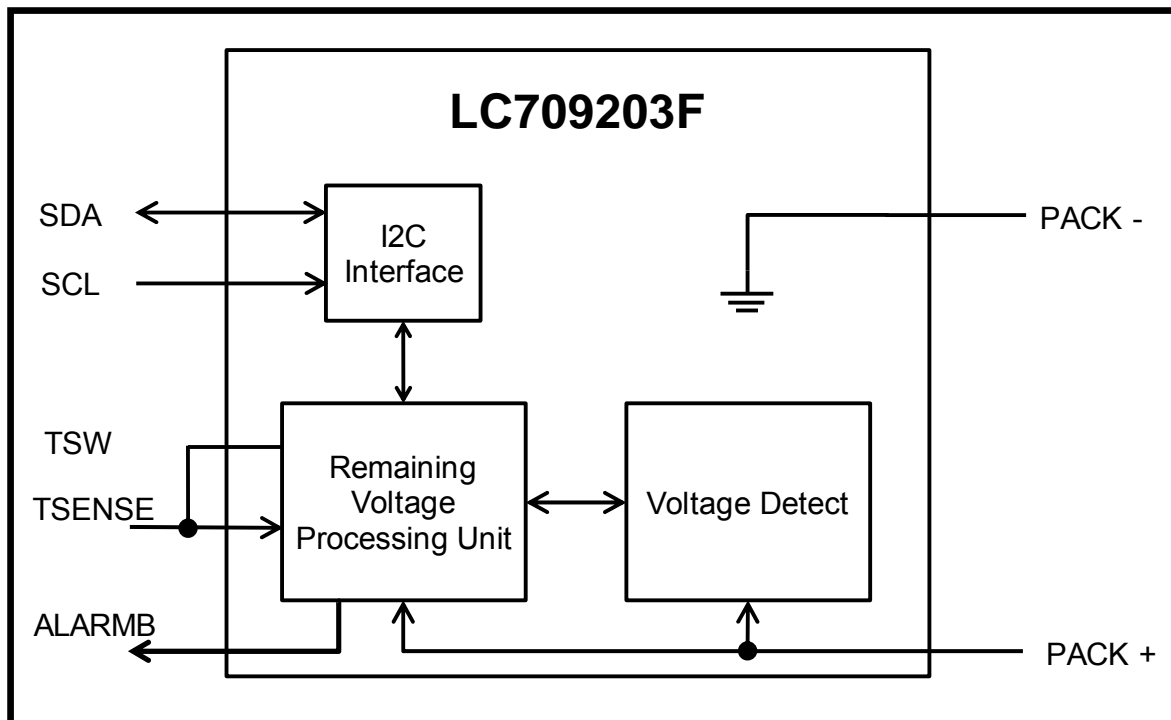 LC709203F
SDA
SCL
I2C
Interface
PACK -
TSW
TSENSE
Remaining
Voltage
Processing Unit
Voltage Detect
ALARMB
PACK +